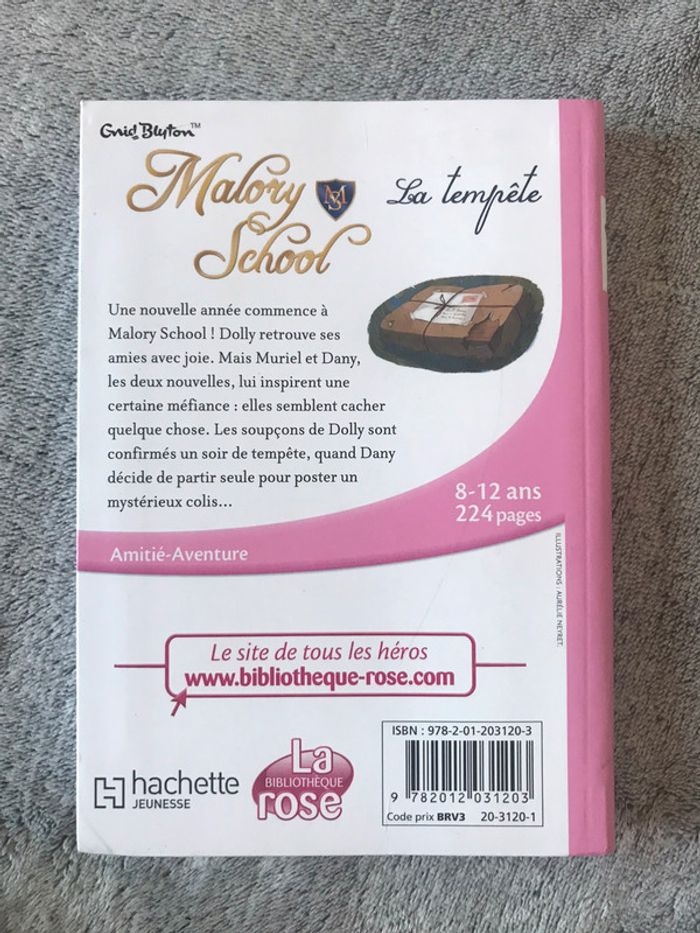 Enid Blyton™
Malory School
MS
La tempête
Une nouvelle année commence à
Malory School ! Dolly retrouve ses
amies avec joie. Mais Muriel et Dany,
les deux nouvelles, lui inspirent une
certaine méfiance : elles semblent cacher
quelque chose. Les soupçons de Dolly sont
confirmés un soir de tempête, quand Dany
décide de partir seule pour poster un
mystérieux colis...
8-12 ans
224 pages
Amitié-Aventure
ILLUSTRATIONS : AURÉLIE NEYRET.
Le site de tous les héros
www.bibliotheque-rose.com
hachette
JEUNESSE
La
BIBLIOTHÈQUE
rose
ISBN : 978-2-01-203120-3
9 782012 031203
Code prix BRV3 20-3120-1